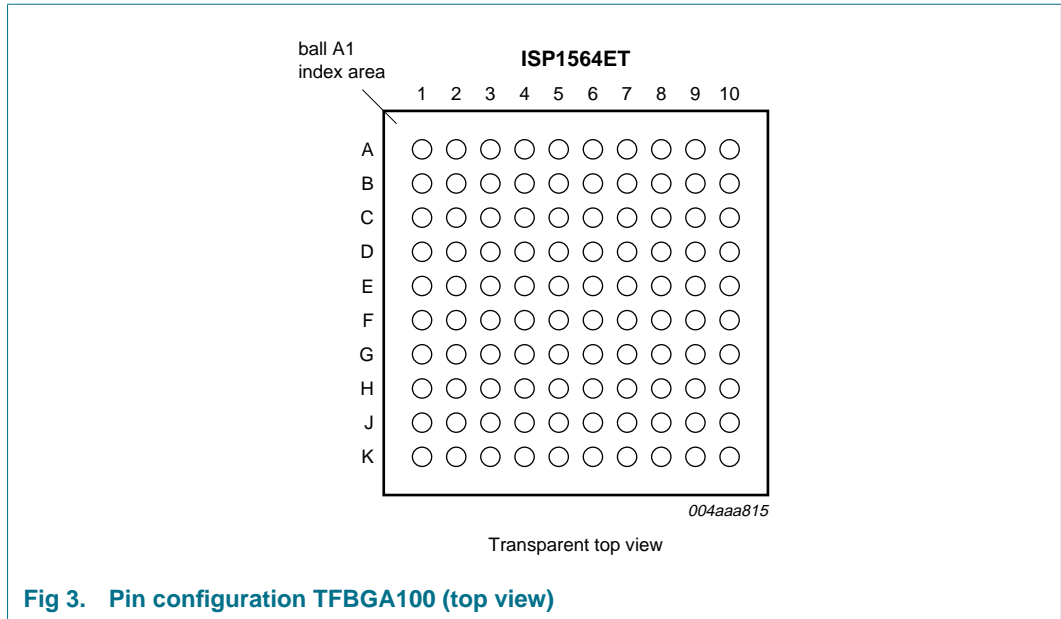 ball A1
index area
ISP1564ET
1 2 3 4 5 6 7 8 9 10
A
B
C
D
E
F
G
H
J
K
004aaa815
Transparent top view
Fig 3. Pin configuration TFBGA100 (top view)